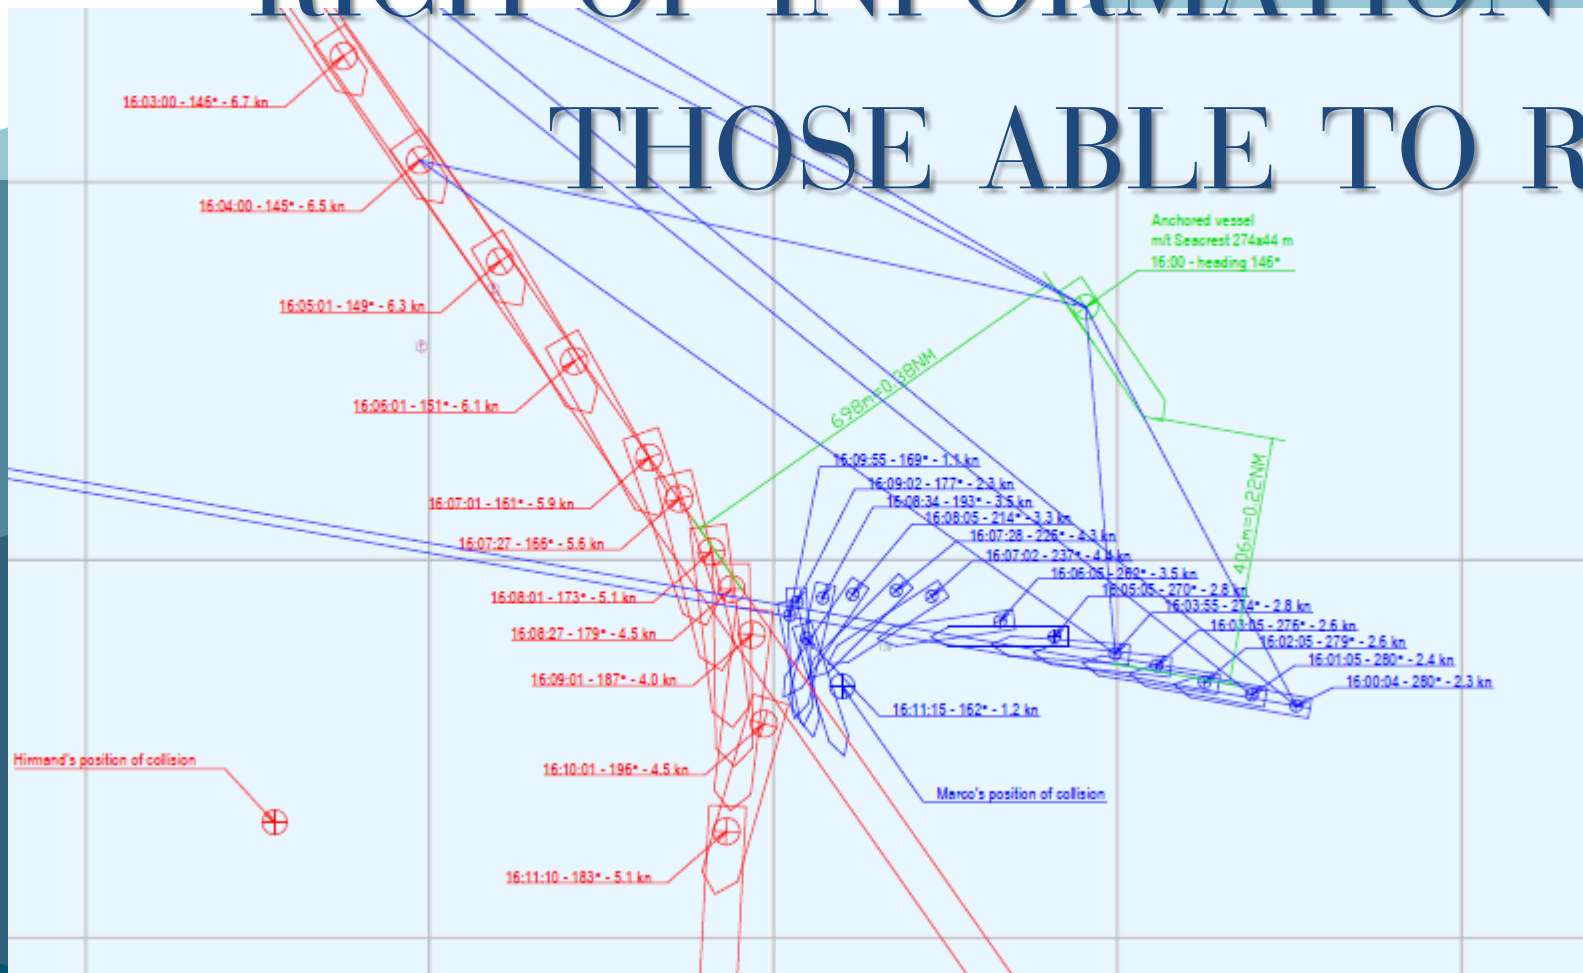 RICH OF INFORMATION
THOSE ABLE TO R
16:03:00 - 146° - 6.7 kn
16:04:00 - 145° - 6.5 kn
Anchored vessel
m/t Seacrest 274x44 m
16:00 - heading 146°
16:05:01 - 149° - 6.3 kn
698m=0.38NM
16:06:01 - 151° - 6.1 kn
16:09:55 - 169° - 1.1 kn
16:09:02 - 177° - 2.3 kn
16:07:01 - 161° - 5.9 kn
16:08:34 - 193° - 3.5 kn
16:08:05 - 214° - 3.3 kn
406m=0.22NM
16:07:28 - 226° - 4.3 kn
16:07:27 - 166° - 5.6 kn
16:07:02 - 237° - 4.4 kn
16:06:05 - 262° - 3.5 kn
16:05:05 - 270° - 2.8 kn
16:08:01 - 173° - 5.1 kn
16:03:55 - 274° - 2.8 kn
16:03:05 - 276° - 2.6 kn
16:08:27 - 179° - 4.5 kn
16:02:05 - 279° - 2.6 kn
16:01:05 - 280° - 2.4 kn
16:09:01 - 187° - 4.0 kn
16:00:04 - 280° - 2.3 kn
16:11:15 - 162° - 1.2 kn
Hirmand's position of collision
16:10:01 - 196° - 4.5 kn
Marco's position of collision
16:11:10 - 183° - 5.1 kn